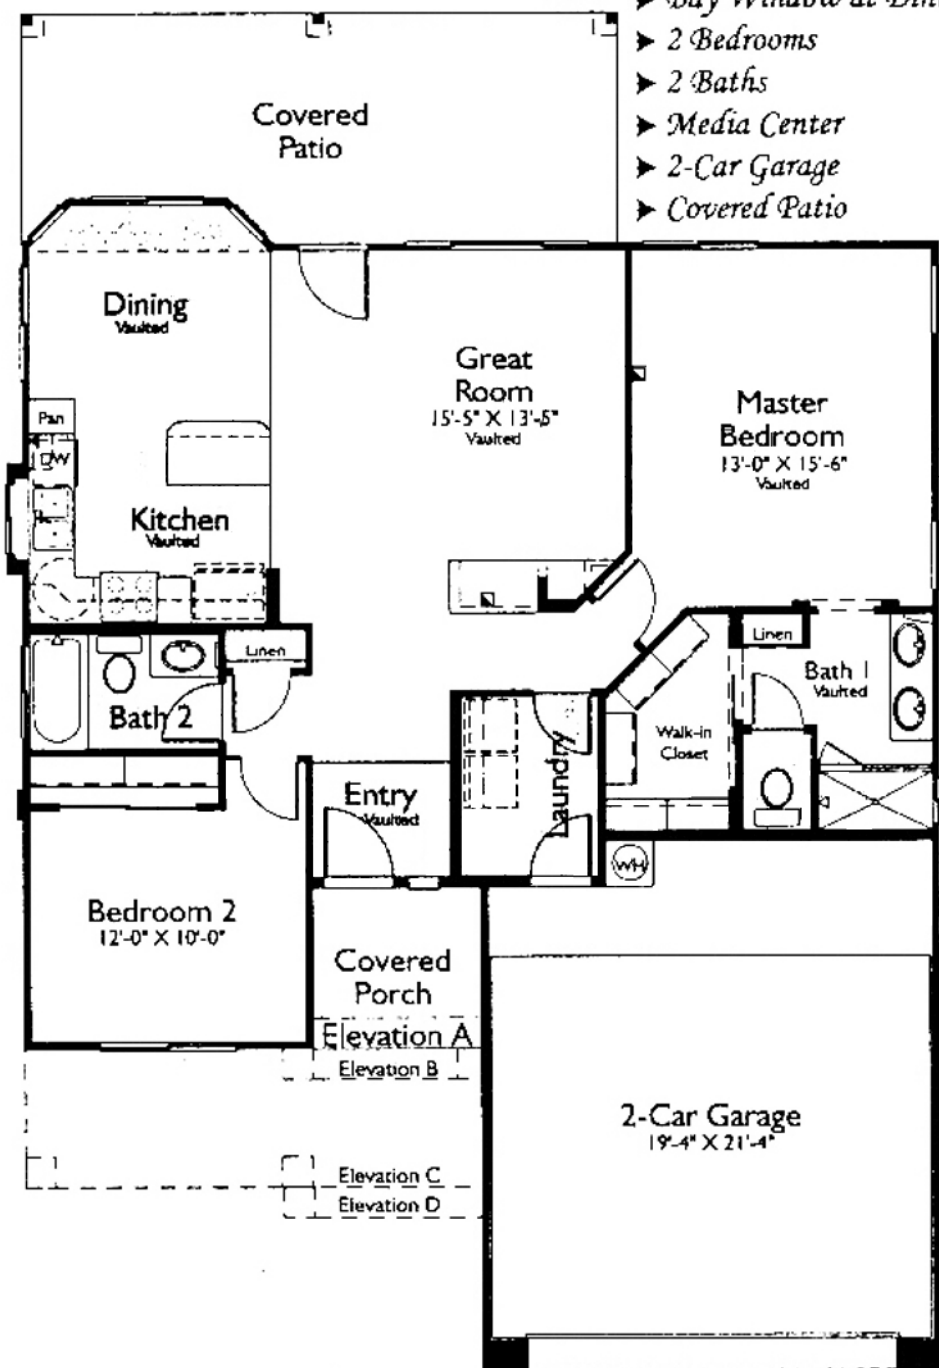 Bay Window at
➤ 2 Bedrooms
➤ 2 Baths
➤ Media Center
➤ 2-Car Garage
➤ Covered Patio
Covered
Patio
Dining
Vaulted
Great
Room
15'-5" X 13'-5"
Vaulted
Master
Bedroom
13'-0" X 15'-6"
Vaulted
Pan
DW
Kitchen
Vaulted
Linen
Bath 2
Linen
Bath 1
Vaulted
Walk-in
Closet
Laundry
Entry
Vaulted
WH
Bedroom 2
12'-0" X 10'-0"
Covered
Porch
Elevation A
Elevation B
2-Car Garage
19'-4" X 21'-4"
Elevation C
Elevation D